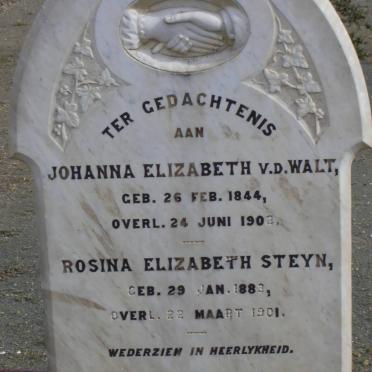 TER GEDACHTENIS
AAN
JOHANNA ELIZABETH V.D. WALT,
GEB. 26 FEB. 1844,
OVERL. 24 JUNI
ROSINA ELIZABETH STEYN,
GEB. 29 JAN.
OVERL. 22 MAART 1901.
WEDERZIEN IN HEERLYKHEID.